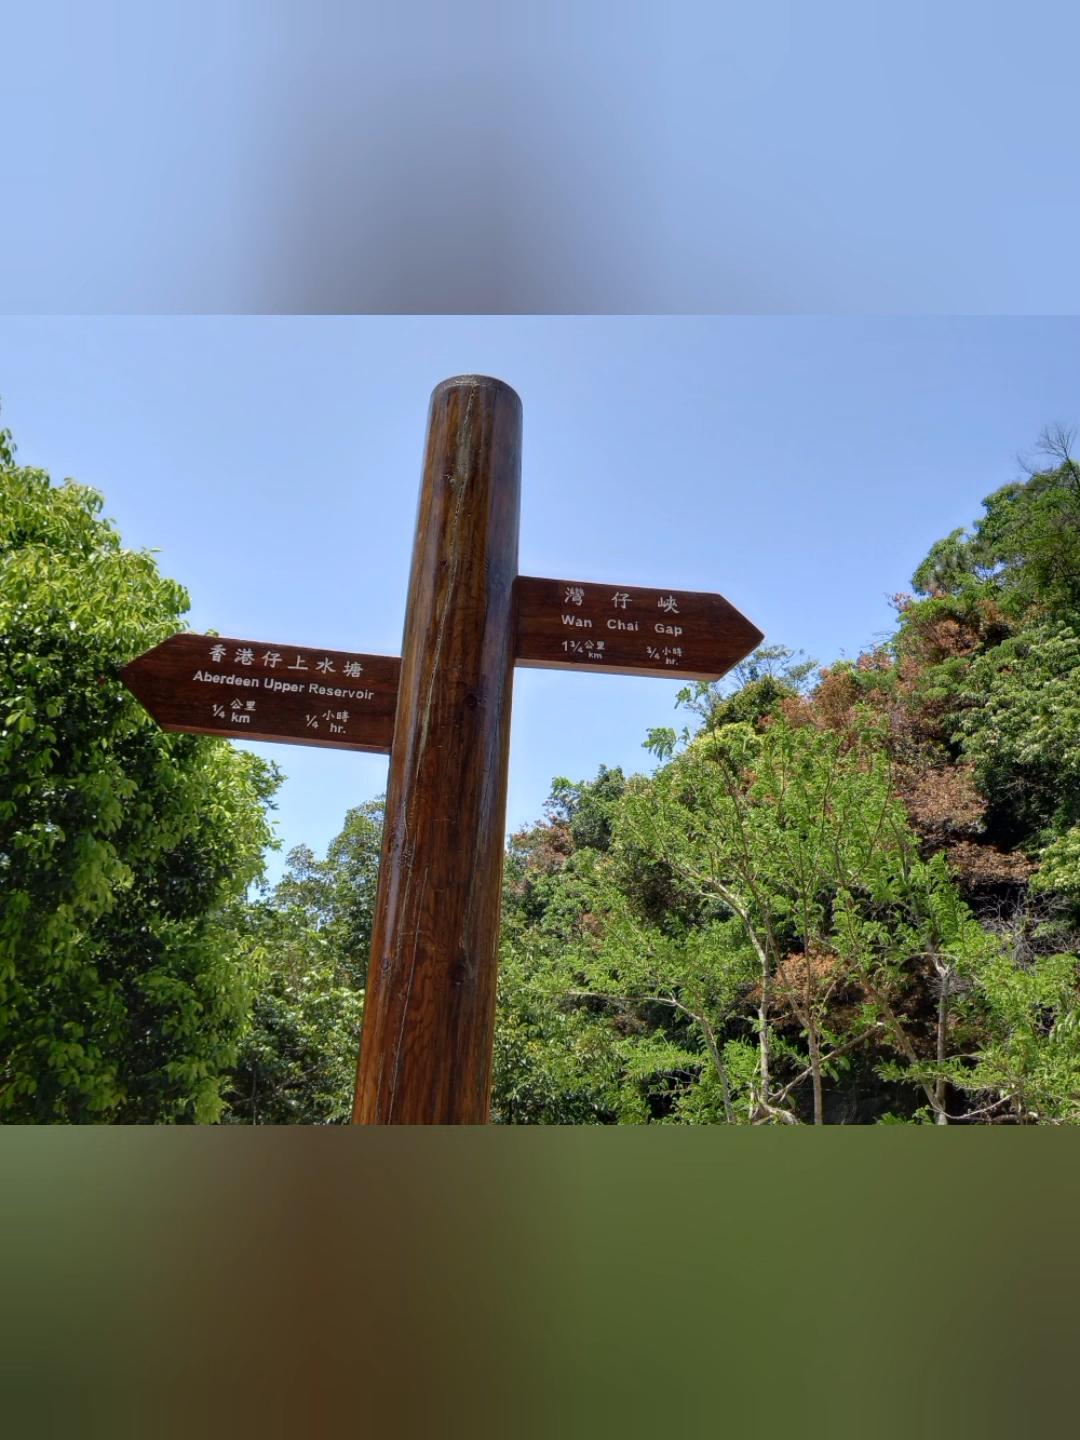 香港仔上水塘
Aberdeen Upper Reservoir
¼ 公里 km ¼ 小時 hr.
灣仔峽
Wan Chai Gap
1¾ 公里 km ¾ 小時 hr.